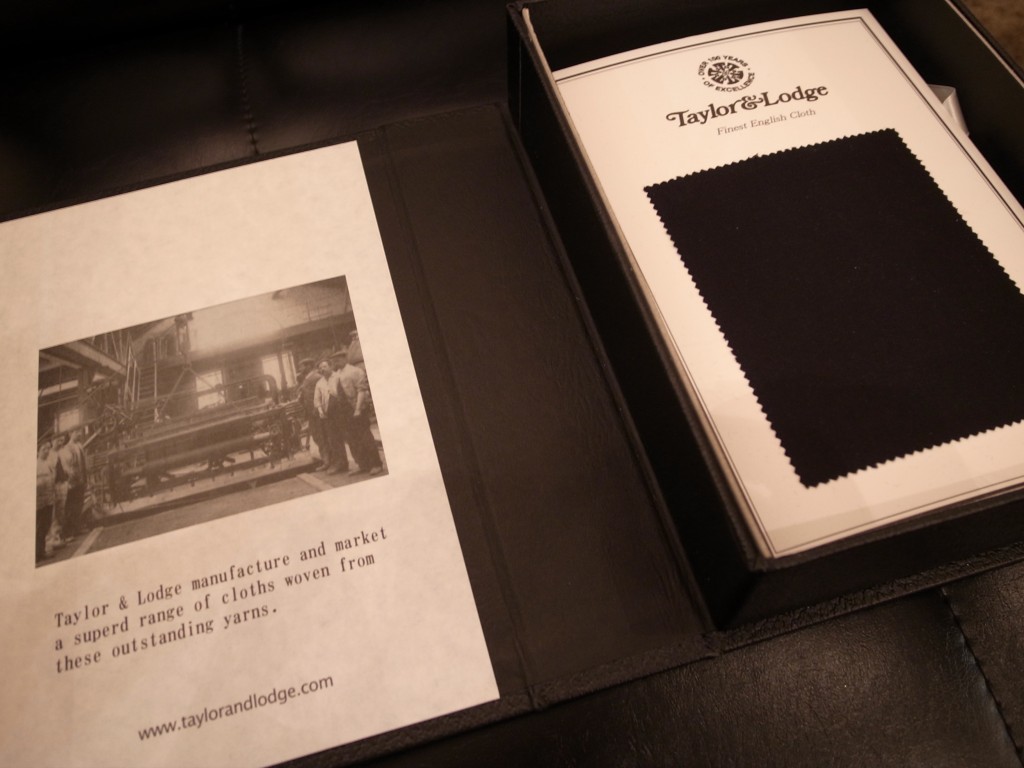 Taylor & Lodge manufacture and market
a superd range of cloths woven from
these outstanding yarns.
www.taylorandlodge.com
OVER 100 YEARS
OF EXCELLENCE
Taylor & Lodge
Finest English Cloth